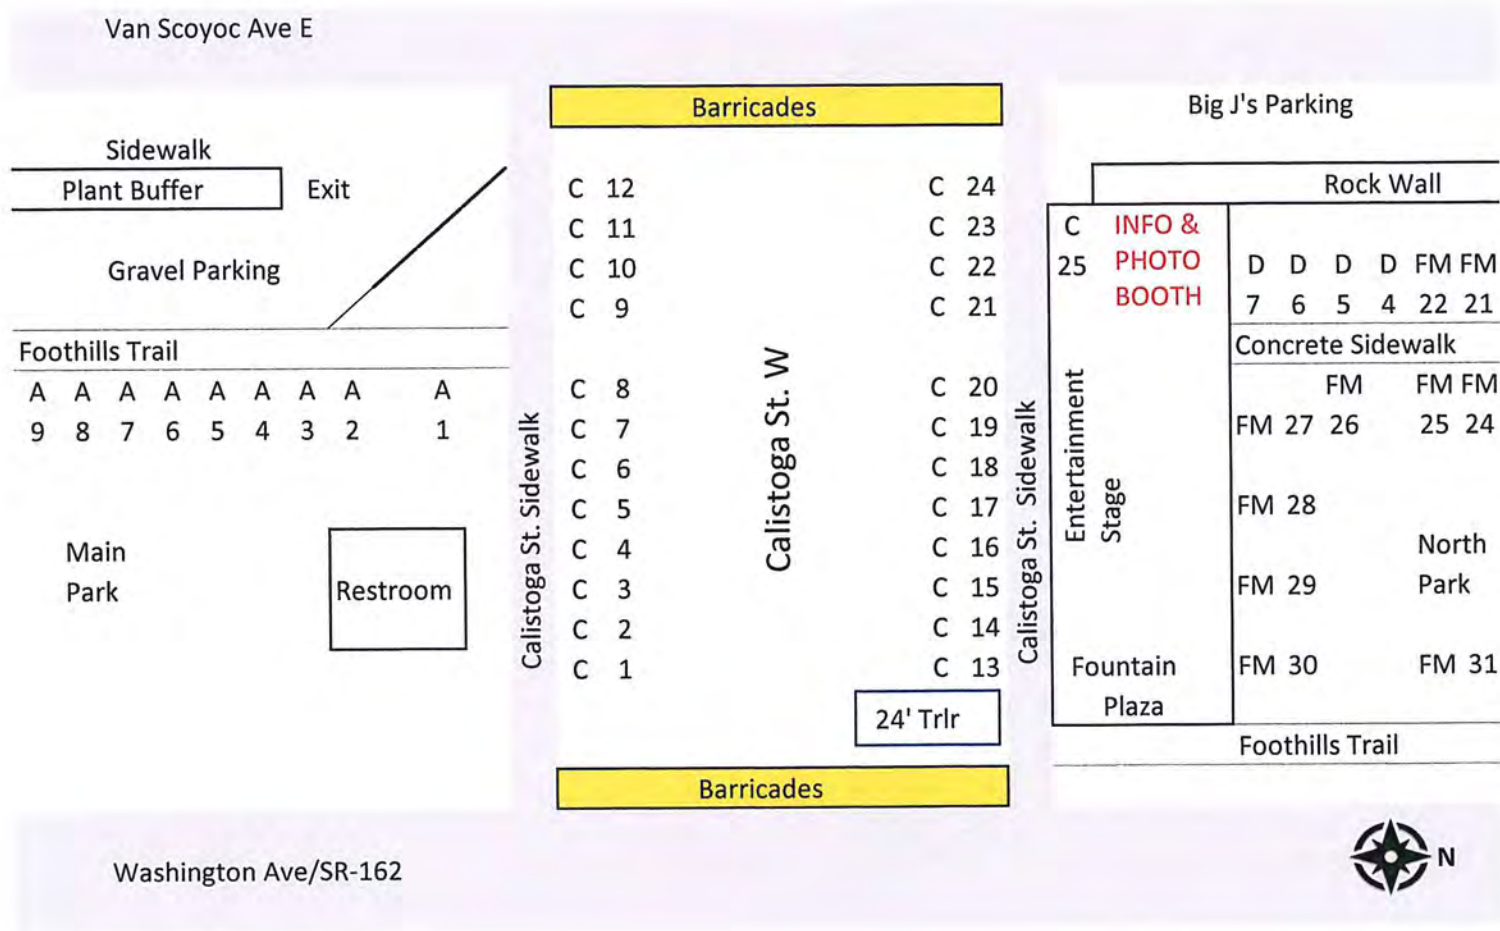 Van Scoyoc Ave E
Barricades
Big J's Parking
Sidewalk
Plant Buffer
Exit
Gravel Parking
Foothills Trail
A A A A A A A A A
9 8 7 6 5 4 3 2 1
Main
Park
Restroom
Calistoga St. Sidewalk
C 12
C 11
C 10
C 9
C 8
C 7
C 6
C 5
C 4
C 3
C 2
C 1
Calistoga St. W
C 24
C 23
C 22
C 21
C 20
C 19
C 18
C 17
C 16
C 15
C 14
C 13
24' Trlr
Barricades
Calistoga St. Sidewalk
Rock Wall
C
25
INFO &
PHOTO
BOOTH
Entertainment
Stage
Fountain
Plaza
D D D D FM FM
7 6 5 4 22 21
Concrete Sidewalk
FM FM FM
FM 27 26 25 24
FM 28
North
Park
FM 29
FM 30 FM 31
Foothills Trail
Washington Ave/SR-162
N